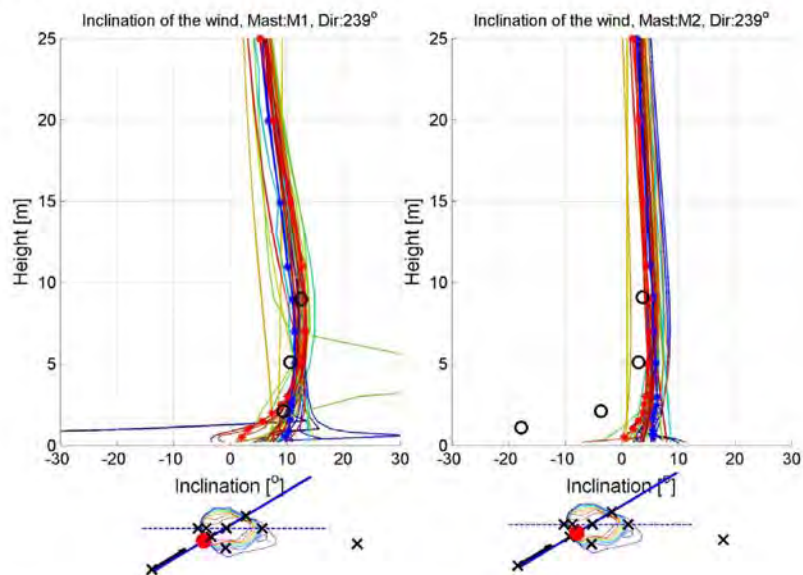 Inclination of the wind, Mast:M1, Dir:239°
25
20
15
10
5
0
Height [m]
-30 -20 -10 0 10 20 30
Inclination [°]
Inclination of the wind, Mast:M2, Dir:239°
25
20
15
10
5
0
Height [m]
-30 -20 -10 0 10 20 30
Inclination [°]